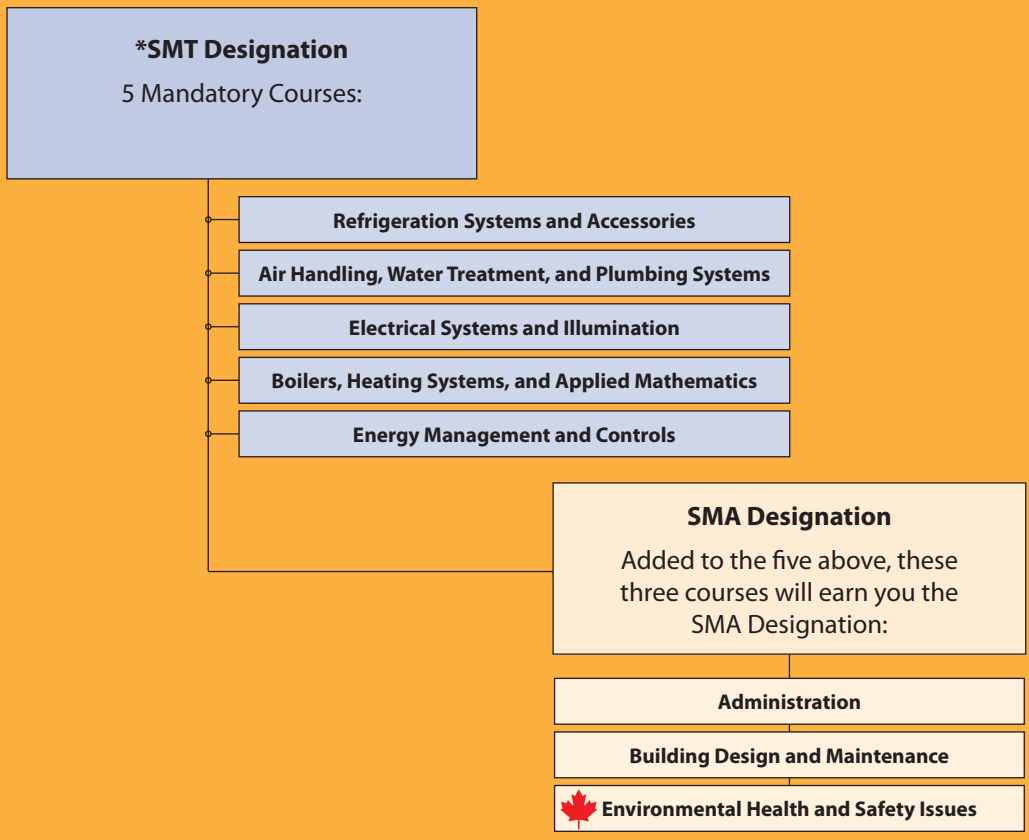 *SMT Designation
5 Mandatory Courses:
Refrigeration Systems and Accessories
Air Handling, Water Treatment, and Plumbing Systems
Electrical Systems and Illumination
Boilers, Heating Systems, and Applied Mathematics
Energy Management and Controls
SMA Designation
Added to the five above, these
three courses will earn you the
SMA Designation:
Administration
Building Design and Maintenance
Environmental Health and Safety Issues